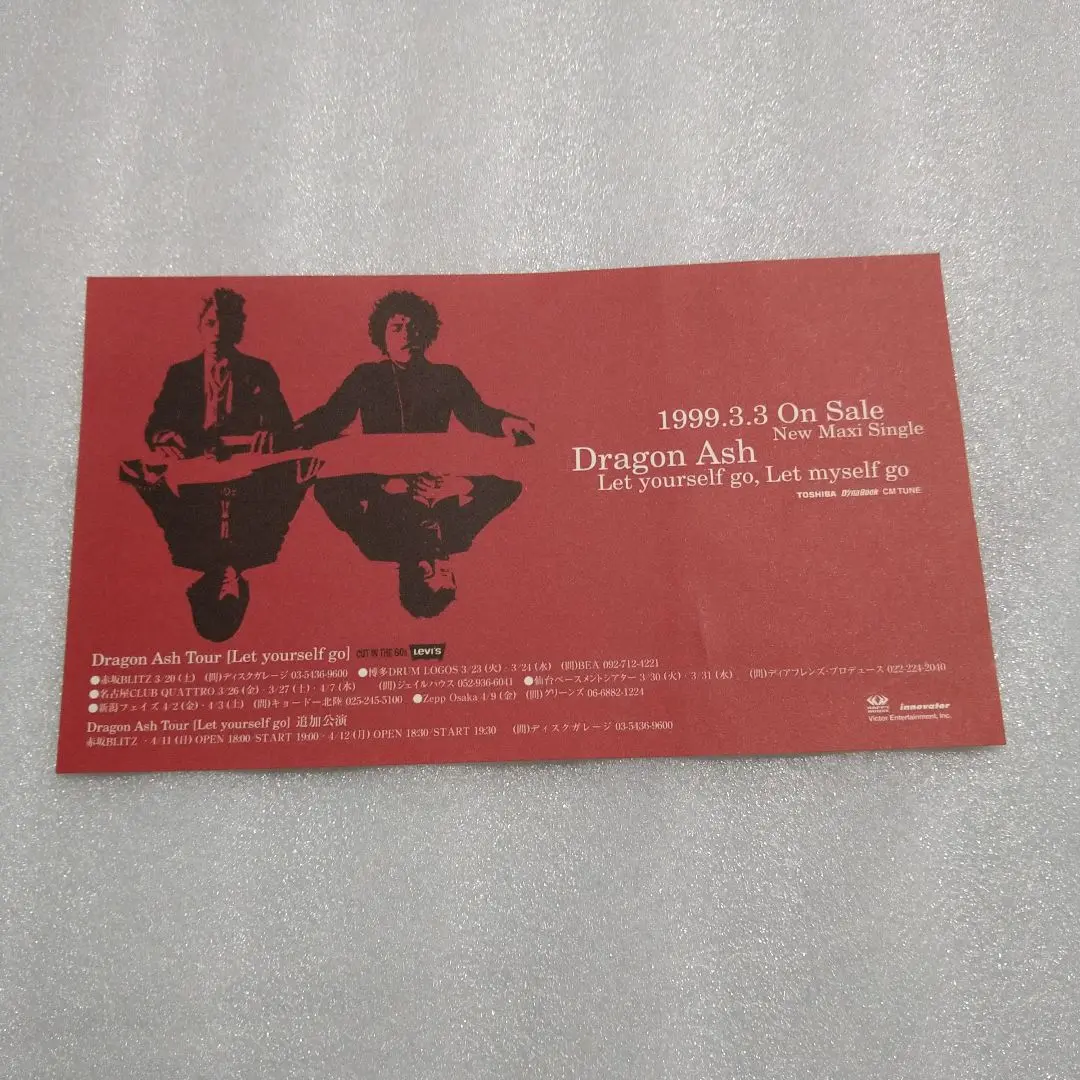 1999.3.3 On Sale
New Maxi Single
Dragon Ash
Let yourself go, Let myself go
TOSHIBA DynaBook CM TUNE
Dragon Ash Tour [Let yourself go] CUT IN THE 60s LEVI'S
●赤坂BLITZ 3/20(土) (問)ディスクガレージ 03-5436-9600 ●博多DRUM LOGOS 3/23(火)・3/24(水) (問)BEA 092-712-4221
●名古屋CLUB QUATTRO 3/26(金)・3/27(土)・4/7(水) (問)ジェイルハウス 052-936-6041 ●仙台ベースメントシアター 3/30(火)・3/31(水) (問)ディアフレンズ・プロデュース 022-224-2040
●新潟フェイズ 4/2(金)・4/3(土) (問)キョードー北陸 025-245-5100 ●Zepp Osaka 4/9(金) (問)グリーンズ 06-6882-1224
Dragon Ash Tour [Let yourself go] 追加公演
赤坂BLITZ・4/11(日) OPEN 18:00 START 19:00・4/12(月) OPEN 18:30 START 19:30 (問)ディスクガレージ 03-5436-9600
HAPPY HOUSE innovator
Victor Entertainment, Inc.